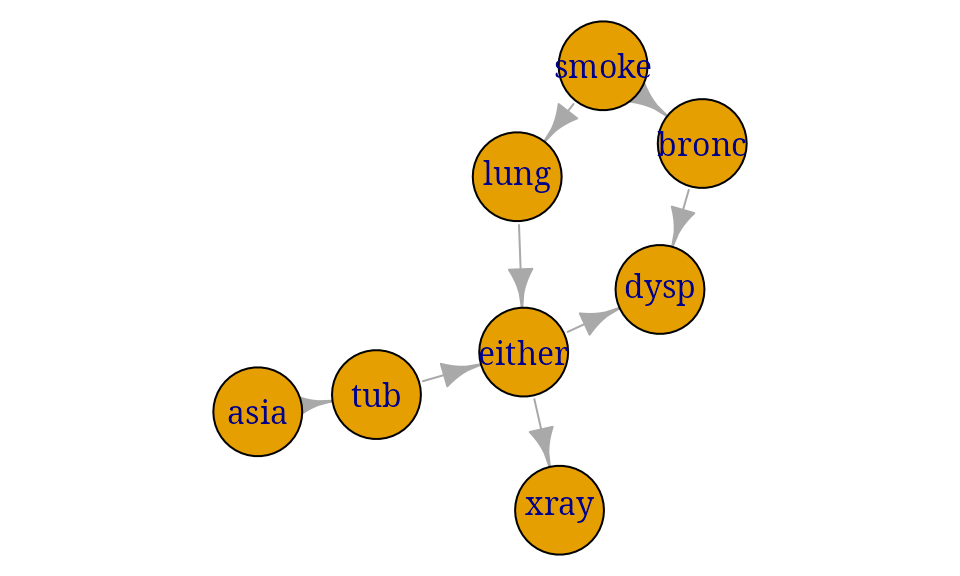 smoke
bronc
lung
dysp
either
tub
asia
xray